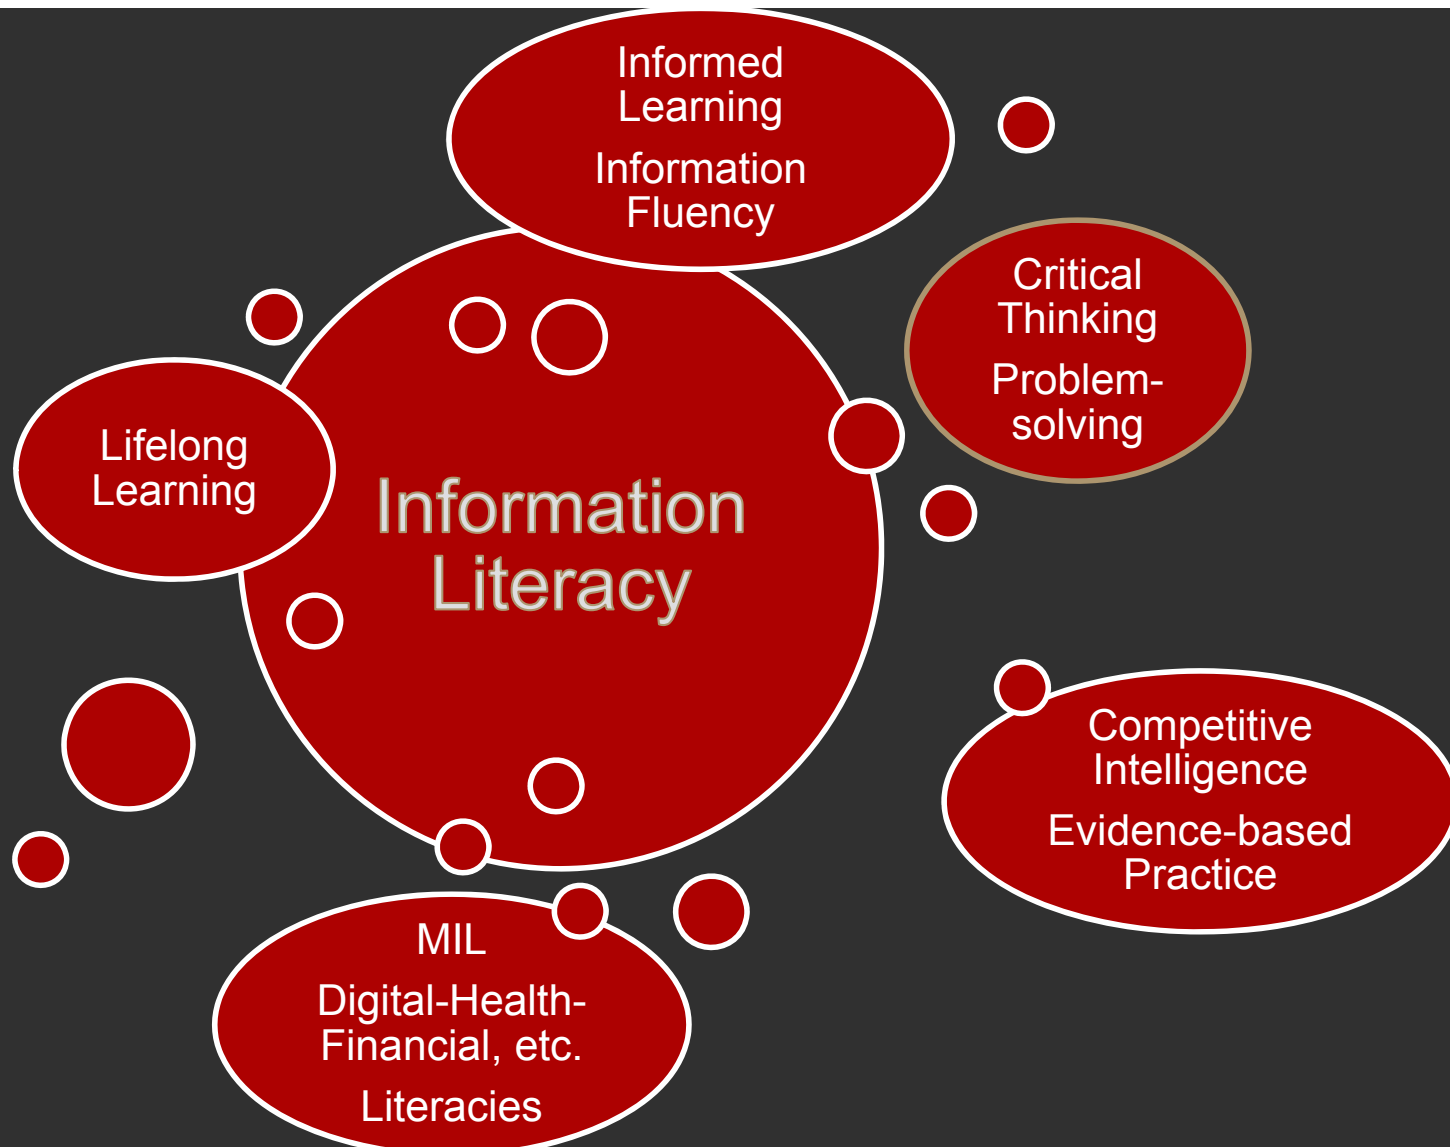 Informed
Learning
Information
Fluency
Critical
Thinking
Problem-
solving
Lifelong
Learning
Information
Literacy
Competitive
Intelligence
Evidence-based
Practice
MIL
Digital-Health-
Financial, etc.
Literacies